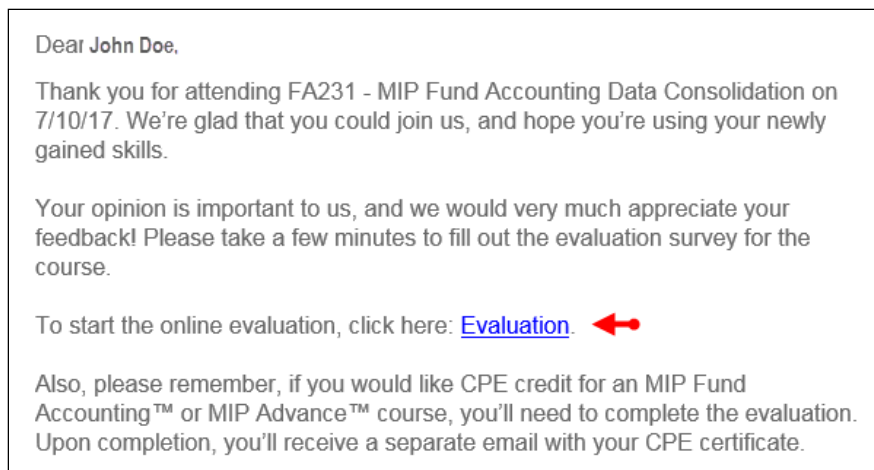 Dear John Doe,
Thank you for attending FA231 - MIP Fund Accounting Data Consolidation on
7/10/17. We’re glad that you could join us, and hope you’re using your newly
gained skills.
Your opinion is important to us, and we would very much appreciate your
feedback! Please take a few minutes to fill out the evaluation survey for the
course.
To start the online evaluation, click here: Evaluation.
Also, please remember, if you would like CPE credit for an MIP Fund
Accounting™ or MIP Advance™ course, you’ll need to complete the evaluation.
Upon completion, you’ll receive a separate email with your CPE certificate.